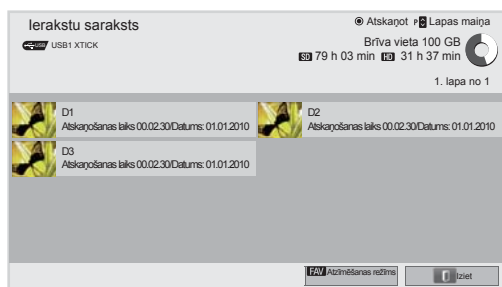 Ierakstu saraksts
◉ Atskaņot P Lapas maiņa
USB USB1 XTICK
Brīva vieta 100 GB
SD 79 h 03 min HD 31 h 37 min
1. lapa no 1
D1
Atskaņošanas laiks 00.02.30/Datums: 01.01.2010
D2
Atskaņošanas laiks 00.02.30/Datums: 01.01.2010
D3
Atskaņošanas laiks 00.02.30/Datums: 01.01.2010
FAV Atzīmēšanas režīms
Iziet